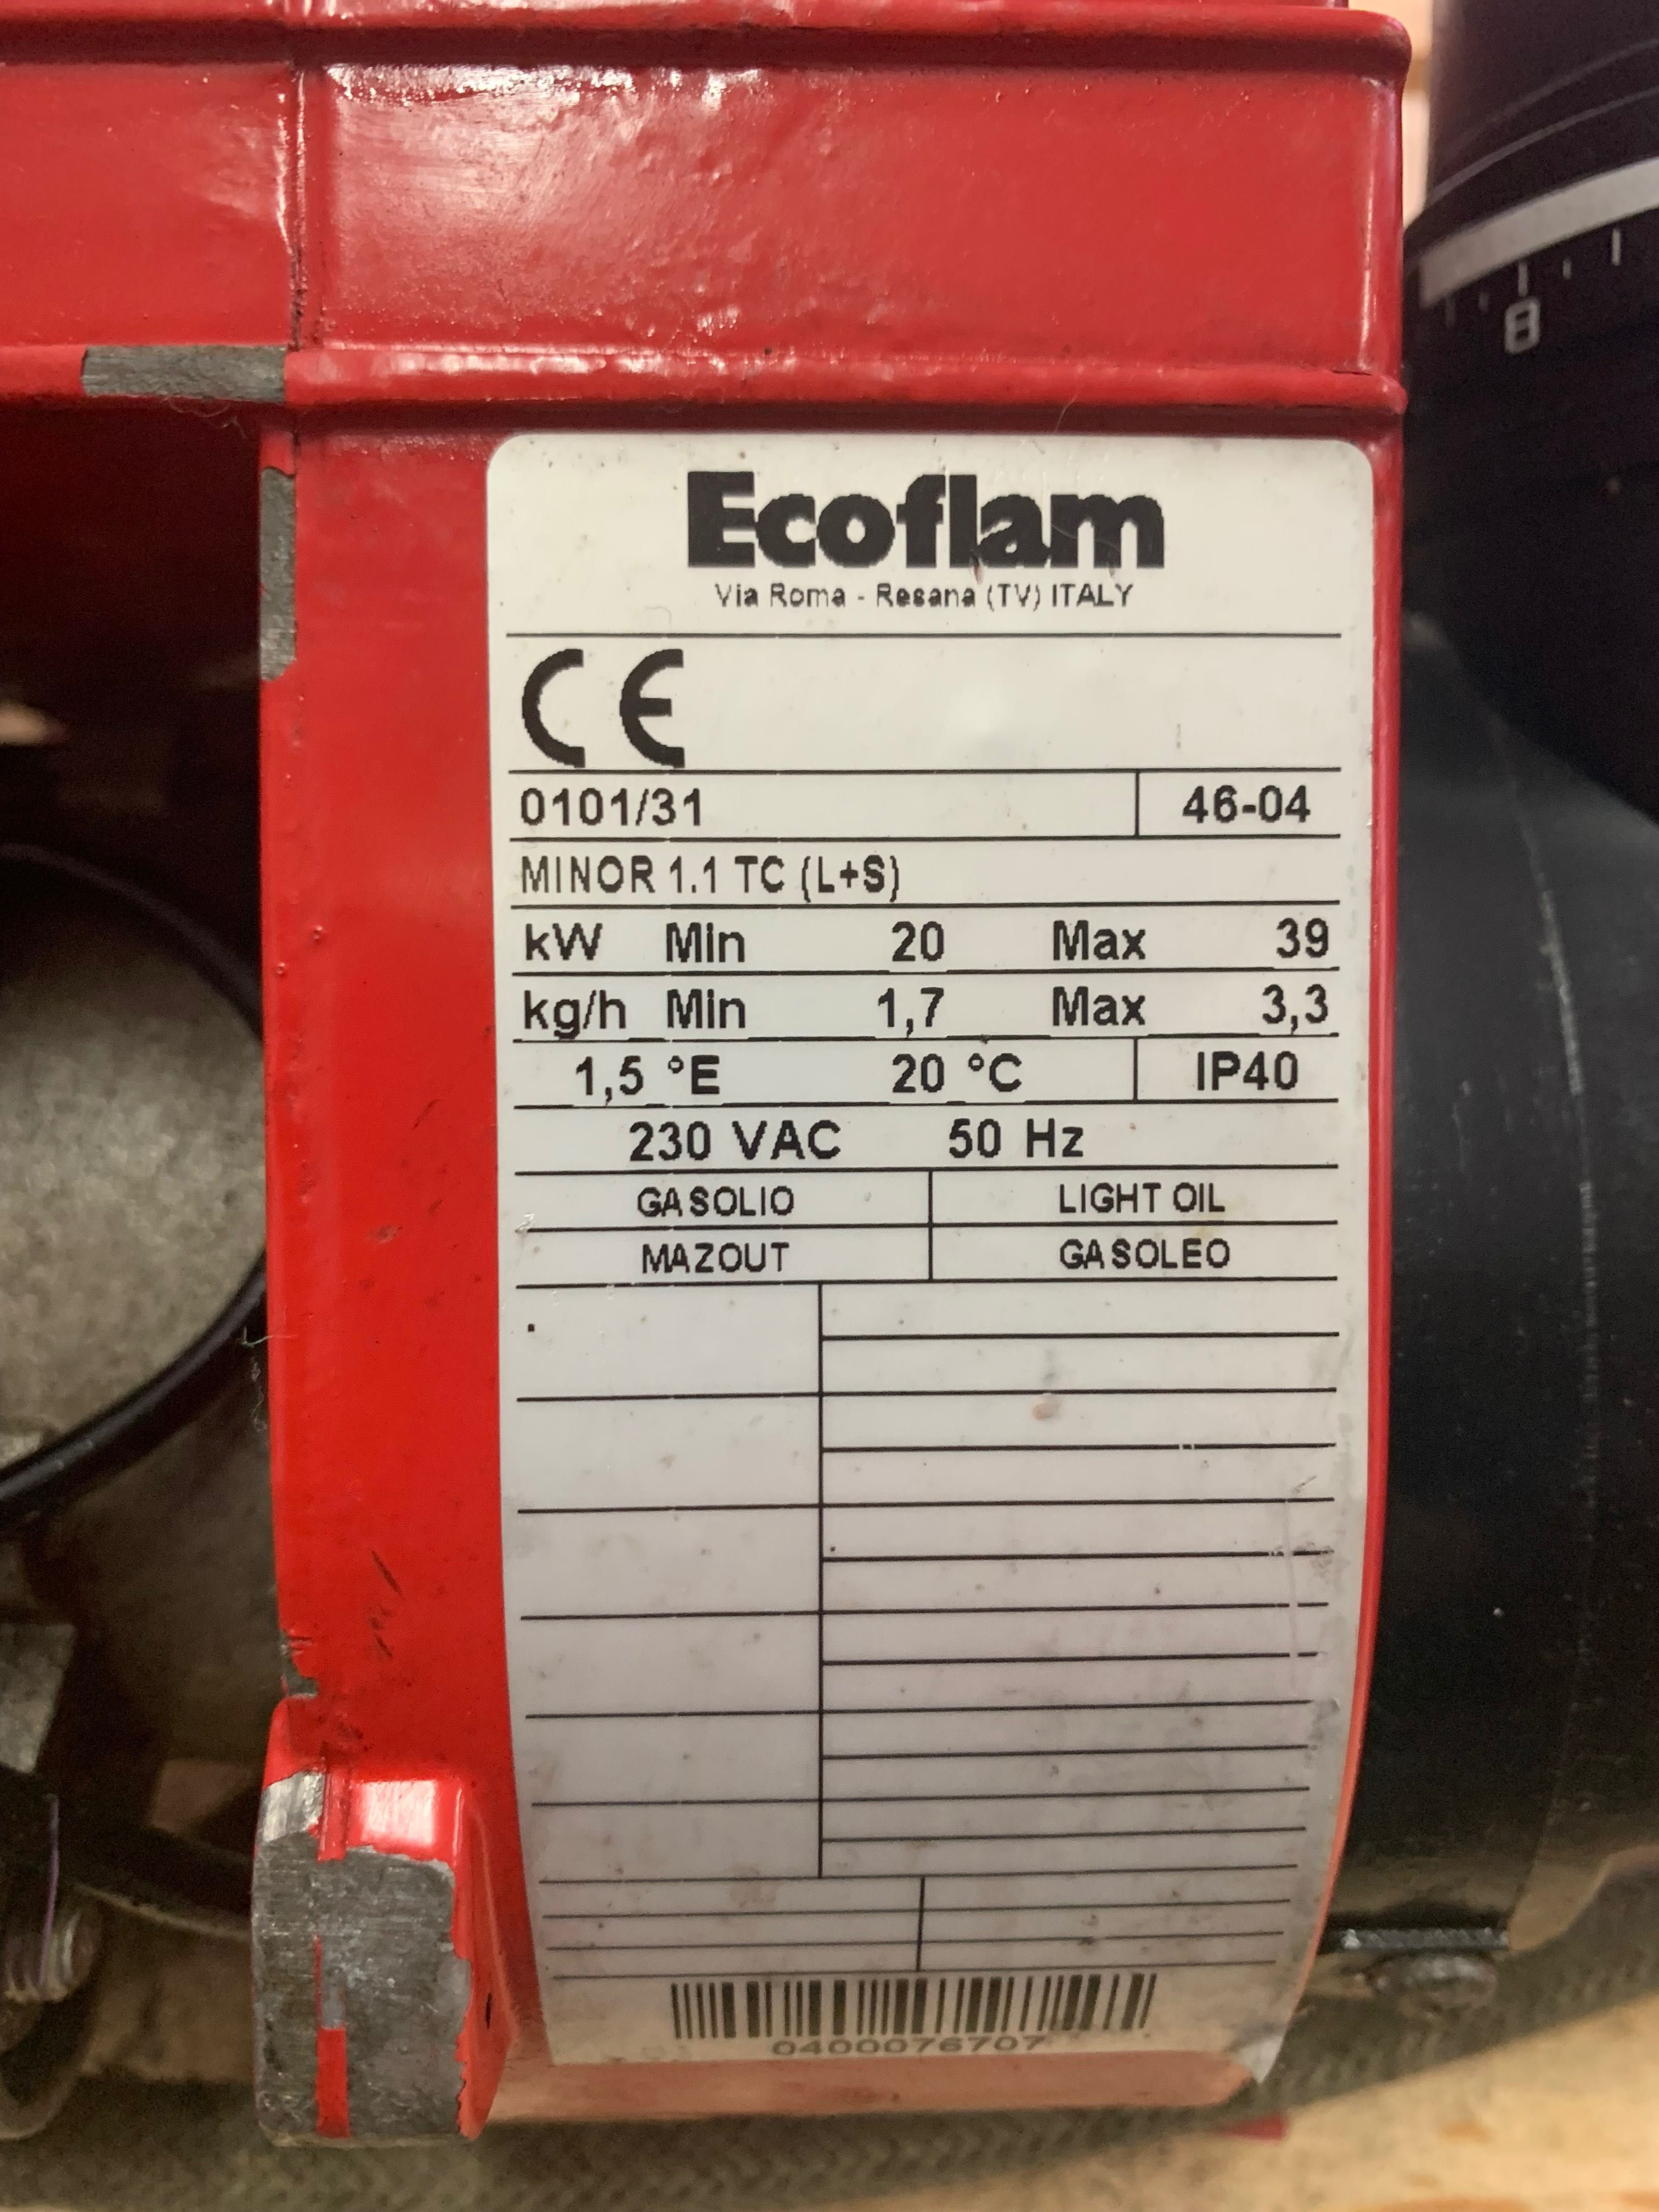 8
Ecoflam
Via Roma - Resana (TV) ITALY
CE
0101/31 46-04
MINOR 1.1 TC (L+S)
kW Min 20 Max 39
kg/h Min 1,7 Max 3,3
1,5 °E 20 °C IP40
230 VAC 50 Hz
GASOLIO LIGHT OIL
MAZOUT GASOLEO
0400076707